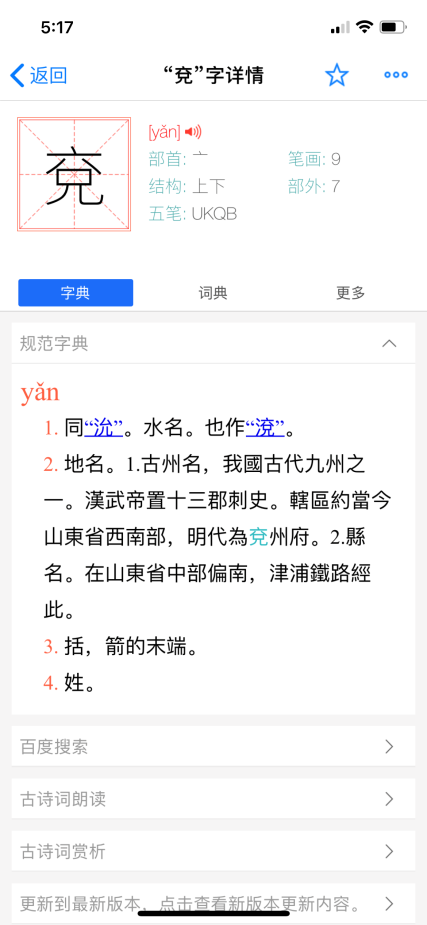 5:17
返回
“兖”字详情
兗
[yǎn]
部首: 亠
笔画: 9
结构: 上下
部外: 7
五笔: UKQB
字典
词典
更多
规范字典
yǎn
1. 同“沇”。水名。也作“渷”。
2. 地名。1.古州名，我國古代九州之
一。漢武帝置十三郡刺史。轄區約當今
山東省西南部，明代為兗州府。2.縣
名。在山東省中部偏南，津浦鐵路經
此。
3. 括，箭的末端。
4. 姓。
百度搜索
古诗词朗读
古诗词赏析
更新到最新版本，点击查看新版本更新内容。